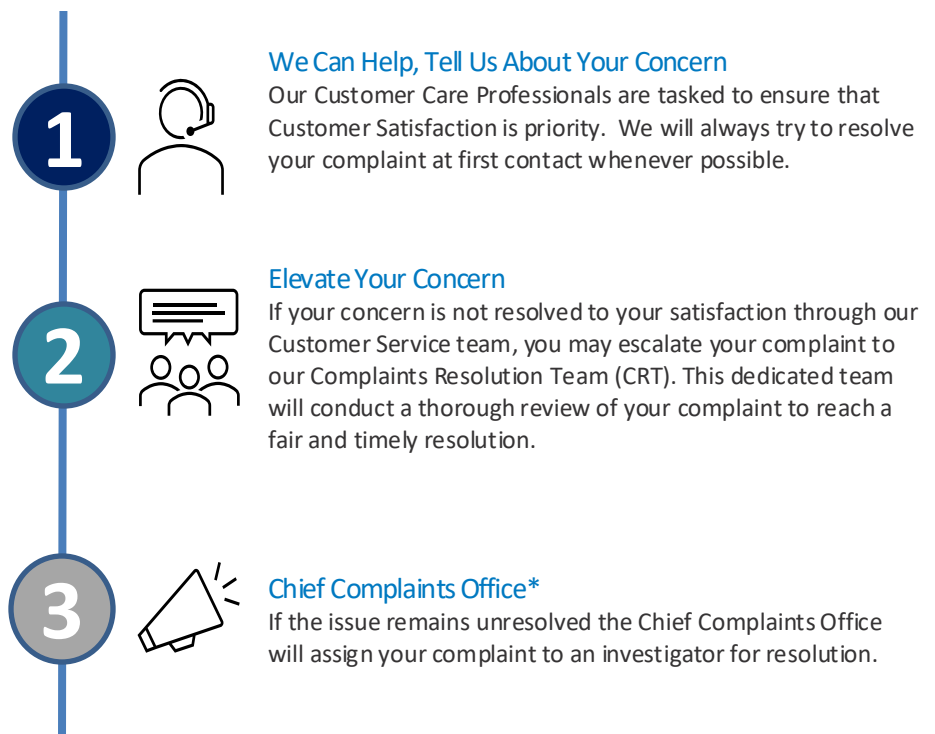 1
We Can Help, Tell Us About Your Concern
Our Customer Care Professionals are tasked to ensure that
Customer Satisfaction is priority.  We will always try to resolve
your complaint at first contact whenever possible.
2
Elevate Your Concern
If your concern is not resolved to your satisfaction through our
Customer Service team, you may escalate your complaint to
our Complaints Resolution Team (CRT). This dedicated team
will conduct a thorough review of your complaint to reach a
fair and timely resolution.
3
Chief Complaints Office*
If the issue remains unresolved the Chief Complaints Office
will assign your complaint to an investigator for resolution.